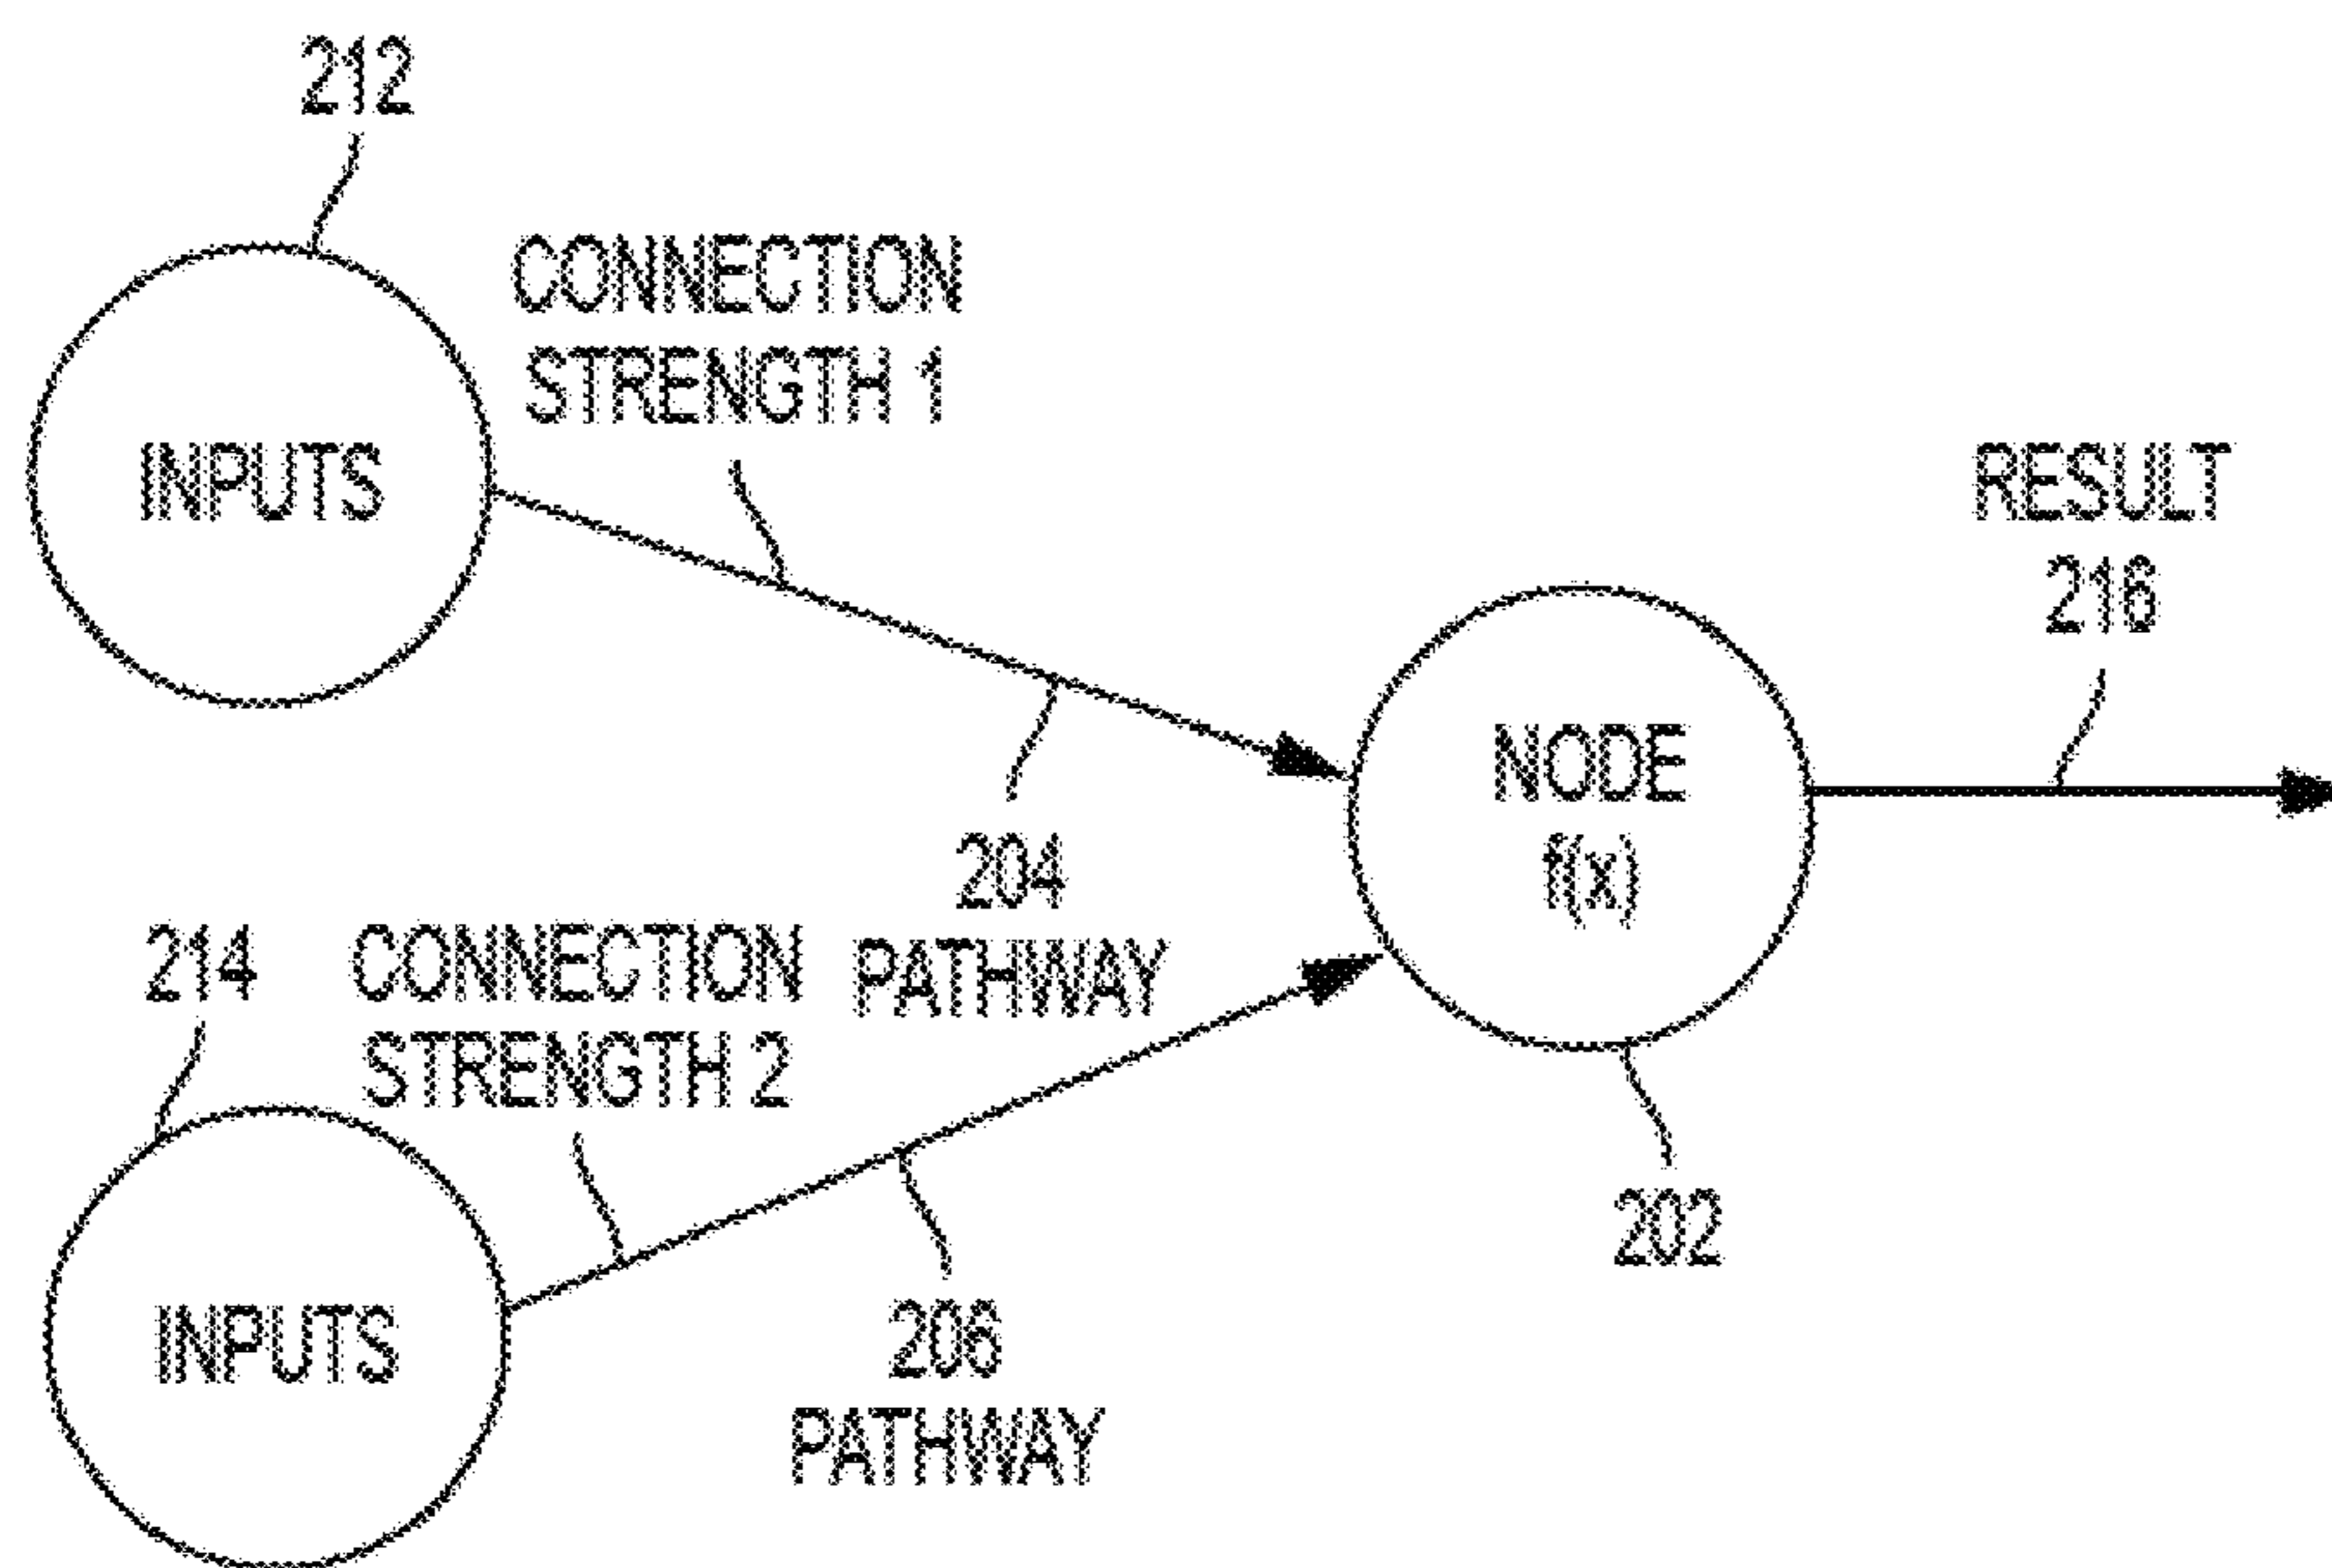 212
CONNECTION
STRENGTH 1
INPUTS
RESULT
216
NODE
f(x)
204
PATHWAY
214
CONNECTION
STRENGTH 2
202
INPUTS
206
PATHWAY